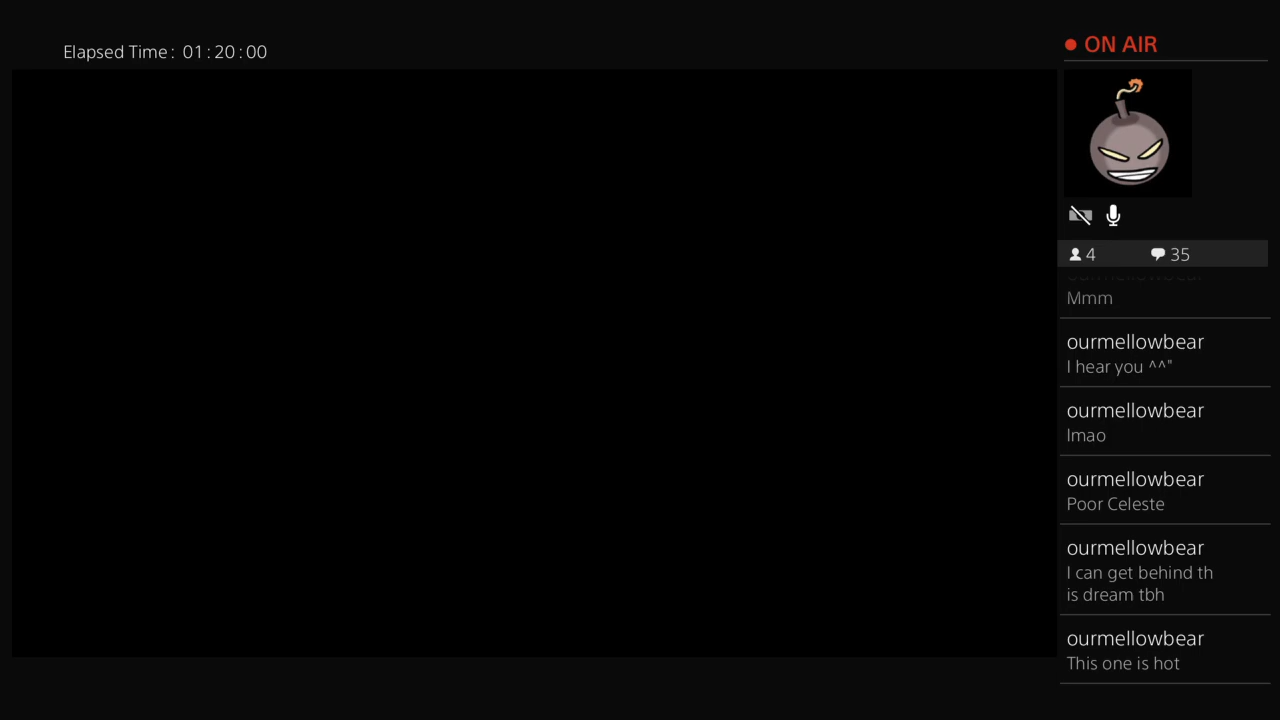 Elapsed Time: 01:20:00
ON AIR
4
35
Mmm
ourmellowbear
I hear you ^^"
ourmellowbear
lmao
ourmellowbear
Poor Celeste
ourmellowbear
I can get behind th
is dream tbh
ourmellowbear
This one is hot